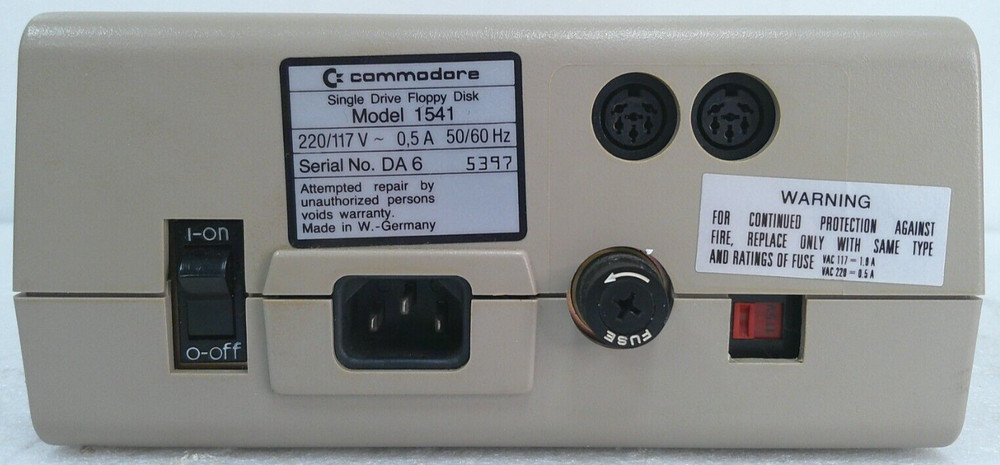 commodore
Single Drive Floppy Disk
Model 1541
220/117 V ~ 0,5 A 50/60 Hz
Serial No. DA 6 5397
Attempted repair by
unauthorized persons
voids warranty.
Made in W.-Germany
WARNING
FOR CONTINUED PROTECTION AGAINST
FIRE, REPLACE ONLY WITH SAME TYPE
AND RATINGS OF FUSE VAC 117 = 1.0 A
VAC 220 = 0.5 A
I-on
O-off
FUSE